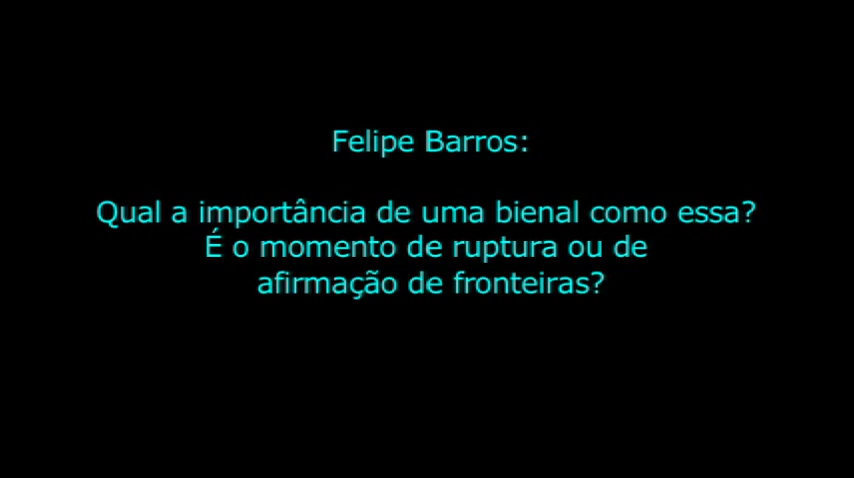 Felipe Barros:
Qual a importância de uma bienal como essa?
É o momento de ruptura ou de
afirmação de fronteiras?